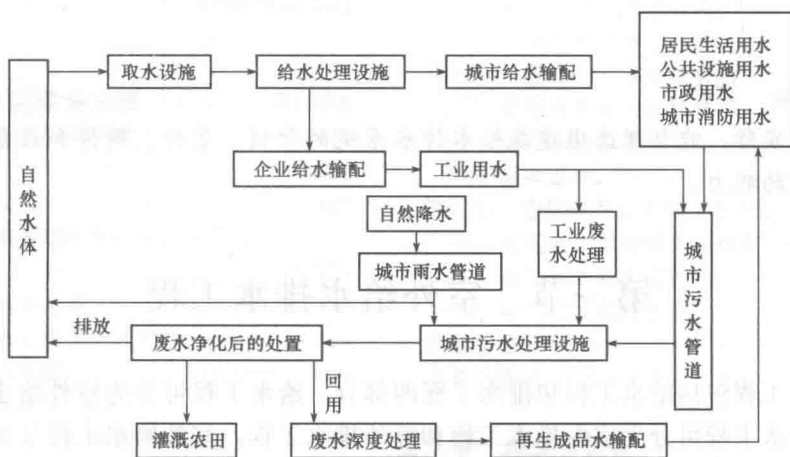 取水设施
给水处理设施
城市给水输配
居民生活用水
公共设施用水
市政用水
城市消防用水
自然水体
企业给水输配
工业用水
自然降水
工业废
水处理
城市雨水管道
城市污水管道
排放
废水净化后的处置
城市污水处理设施
回用
灌溉农田
废水深度处理
再生成品水输配